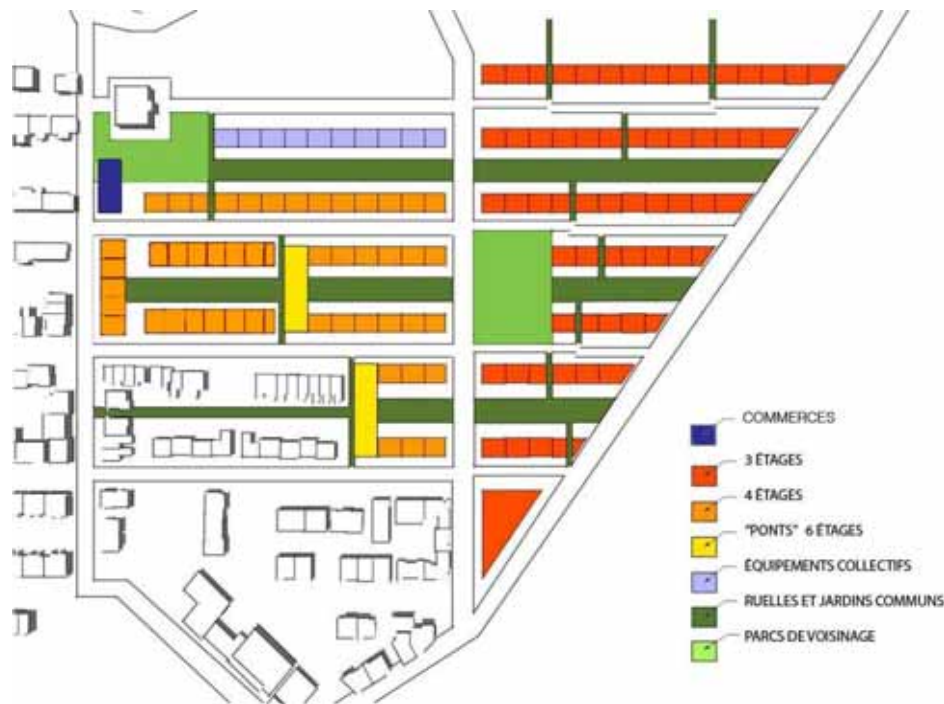 COMMERCES
3 ÉTAGES
4 ÉTAGES
"PONTS" 6 ÉTAGES
ÉQUIPEMENTS COLLECTIFS
RUELLES ET JARDINS COMMUNS
PARCS DE VOISINAGE